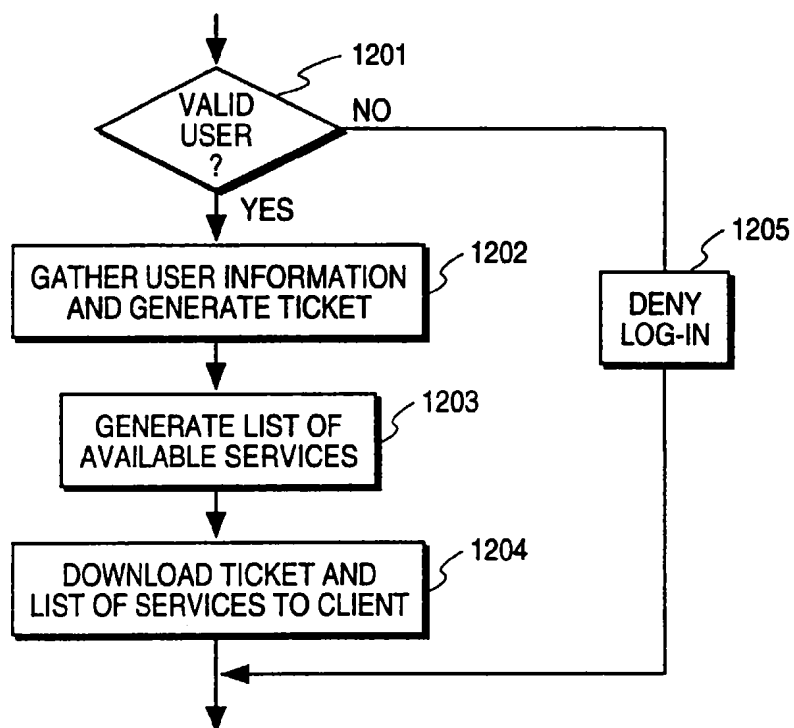 1201
VALID
USER
?
NO
YES
1202
GATHER USER INFORMATION
AND GENERATE TICKET
1205
DENY
LOG-IN
1203
GENERATE LIST OF
AVAILABLE SERVICES
1204
DOWNLOAD TICKET AND
LIST OF SERVICES TO CLIENT